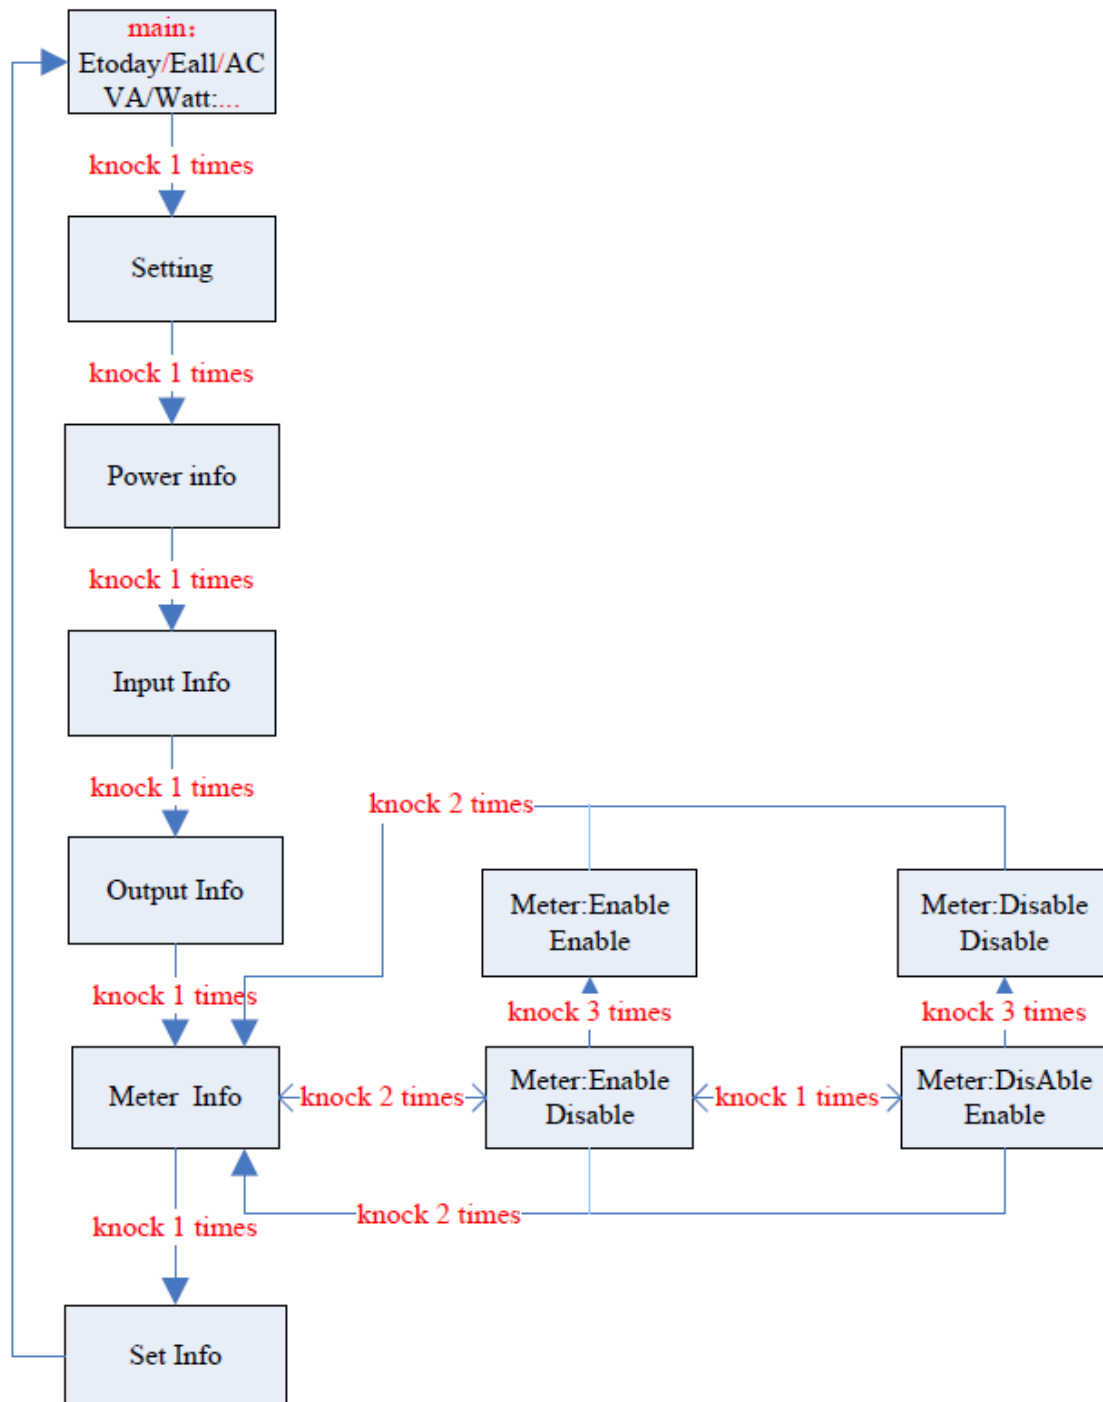 main：
Etoday/Eall/AC
VA/Watt:...
knock 1 times
Setting
knock 1 times
Power info
knock 1 times
Input Info
knock 1 times
knock 2 times
Output Info
Meter:Enable
Enable
Meter:Disable
Disable
knock 1 times
knock 3 times
knock 3 times
Meter Info
knock 2 times
Meter:Enable
Disable
knock 1 times
Meter:DisAble
Enable
knock 1 times
knock 2 times
Set Info